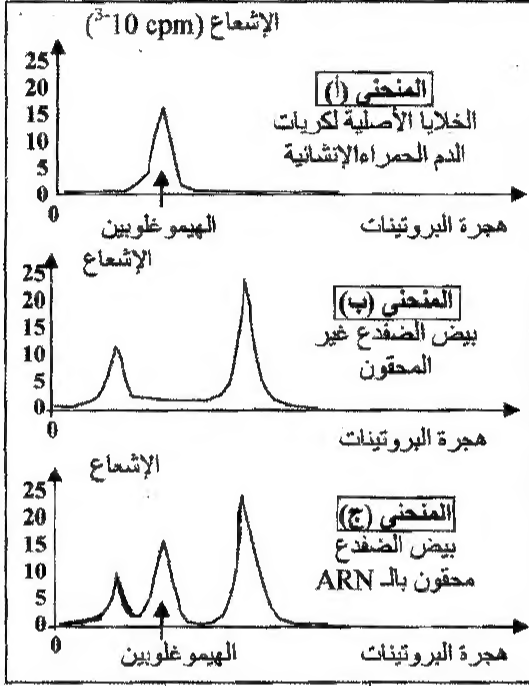 الإشعاع (10 cpm⁻³)
25
20
15
10
5
0
0
المنحنى (أ)
الخلايا الأصلية لكريات
الدم الحمراء الإنشائية
الهيموغلوبين
هجرة البروتينات
الإشعاع
25
20
15
10
5
0
0
المنحنى (ب)
بيض الضفدع غير
المحقون
هجرة البروتينات
الإشعاع
25
20
15
10
5
0
0
المنحنى (ج)
بيض الضفدع
محقون بالـ ARN
الهيموغلوبين
هجرة البروتينات